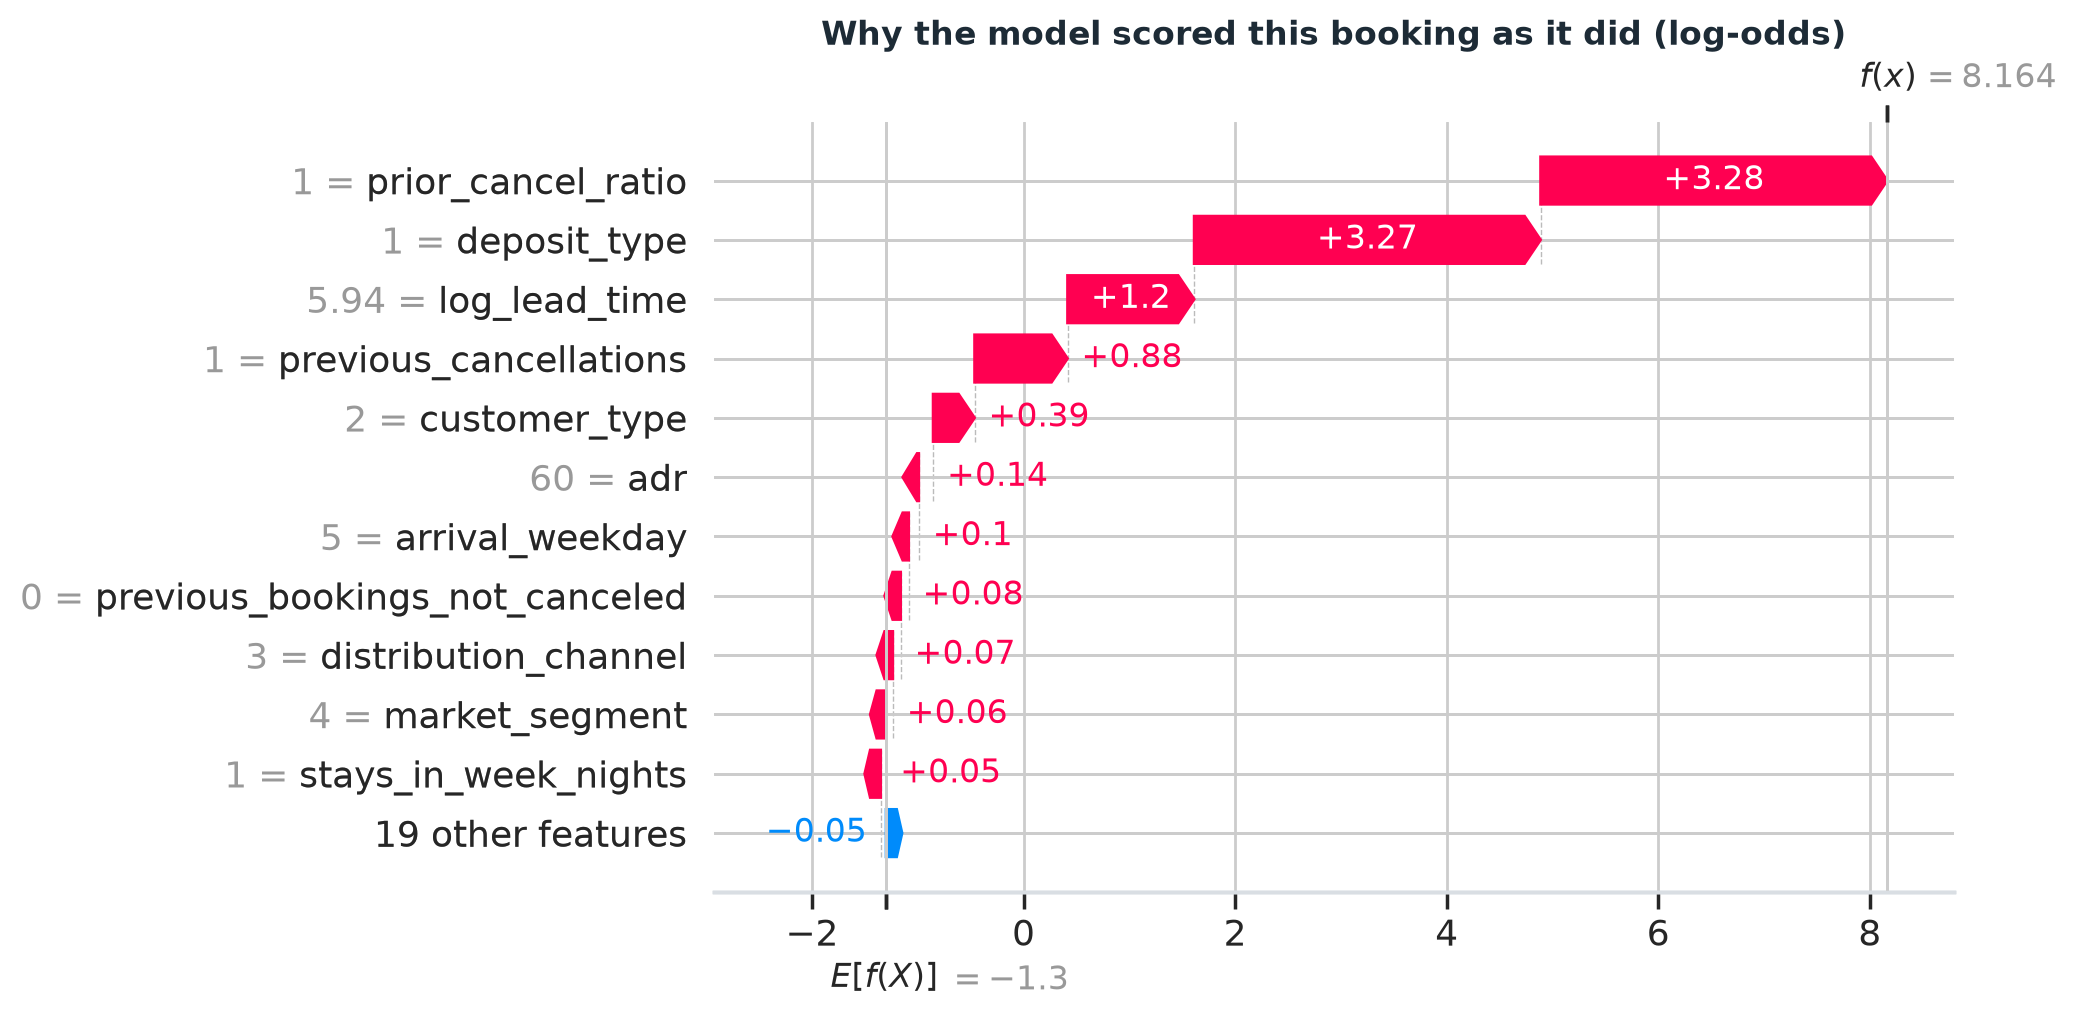 Why the model scored this booking as it did (log-odds)
f(x) = 8.164
1 = prior_cancel_ratio +3.28
1 = deposit_type +3.27
5.94 = log_lead_time +1.2
1 = previous_cancellations +0.88
2 = customer_type +0.39
60 = adr +0.14
5 = arrival_weekday +0.1
0 = previous_bookings_not_canceled +0.08
3 = distribution_channel +0.07
4 = market_segment +0.06
1 = stays_in_week_nights +0.05
19 other features −0.05
−2 0 2 4 6 8
E[f(X)] = −1.3